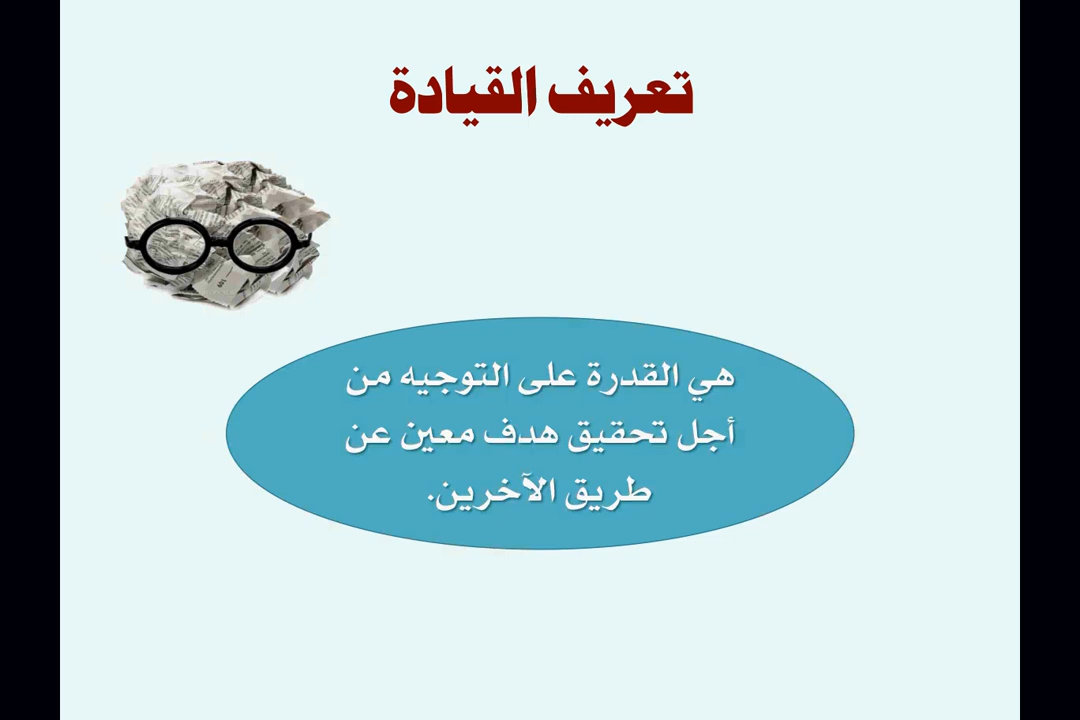 تعريف القيادة
هي القدرة على التوجيه من
أجل تحقيق هدف معين عن
طريق الآخرين.